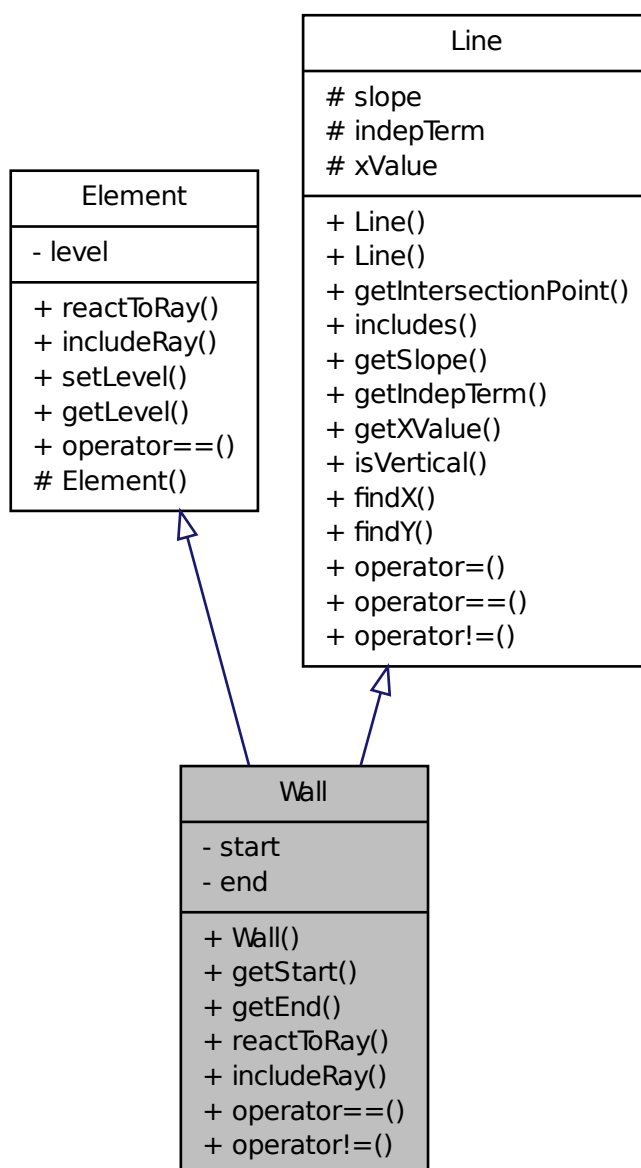 Line
# slope
# indepTerm
# xValue
+ Line()
+ Line()
+ getIntersectionPoint()
+ includes()
+ getSlope()
+ getIndepTerm()
+ getXValue()
+ isVertical()
+ findX()
+ findY()
+ operator=()
+ operator==()
+ operator!=()
Element
- level
+ reactToRay()
+ includeRay()
+ setLevel()
+ getLevel()
+ operator==()
# Element()
Wall
- start
- end
+ Wall()
+ getStart()
+ getEnd()
+ reactToRay()
+ includeRay()
+ operator==()
+ operator!=()